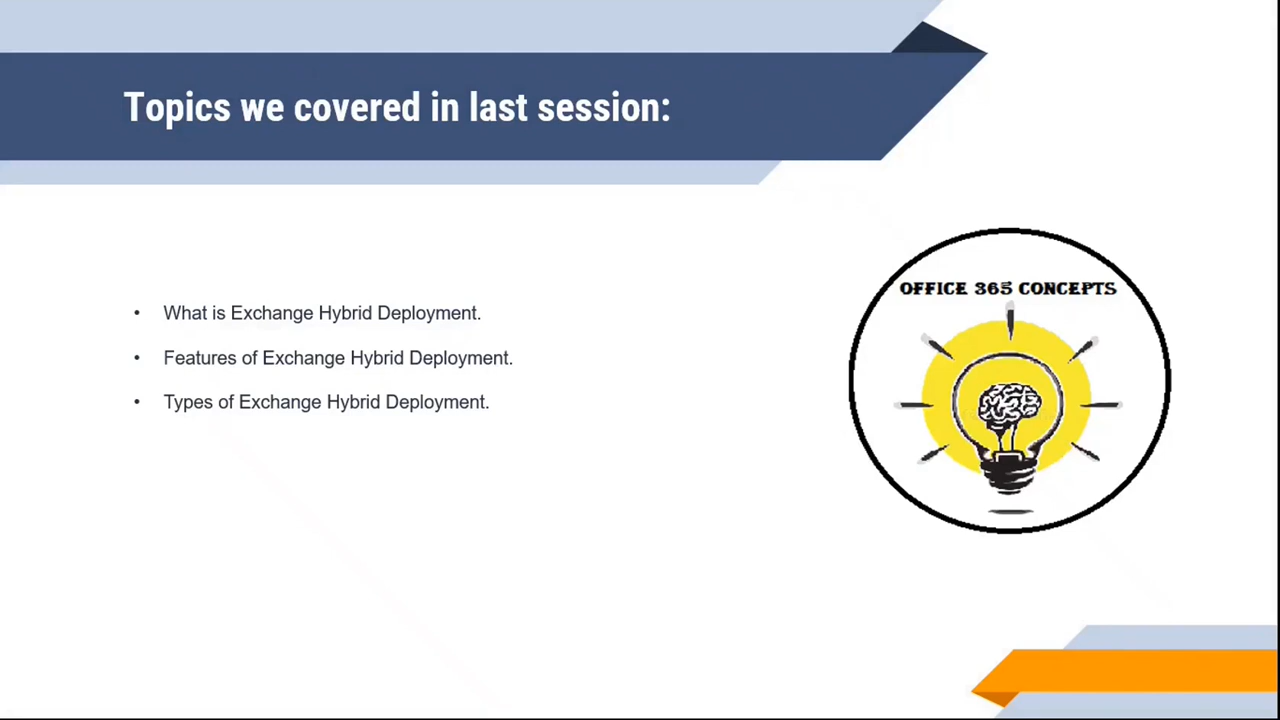 Topics we covered in last session:
• What is Exchange Hybrid Deployment.
• Features of Exchange Hybrid Deployment.
• Types of Exchange Hybrid Deployment.
OFFICE 365 CONCEPTS